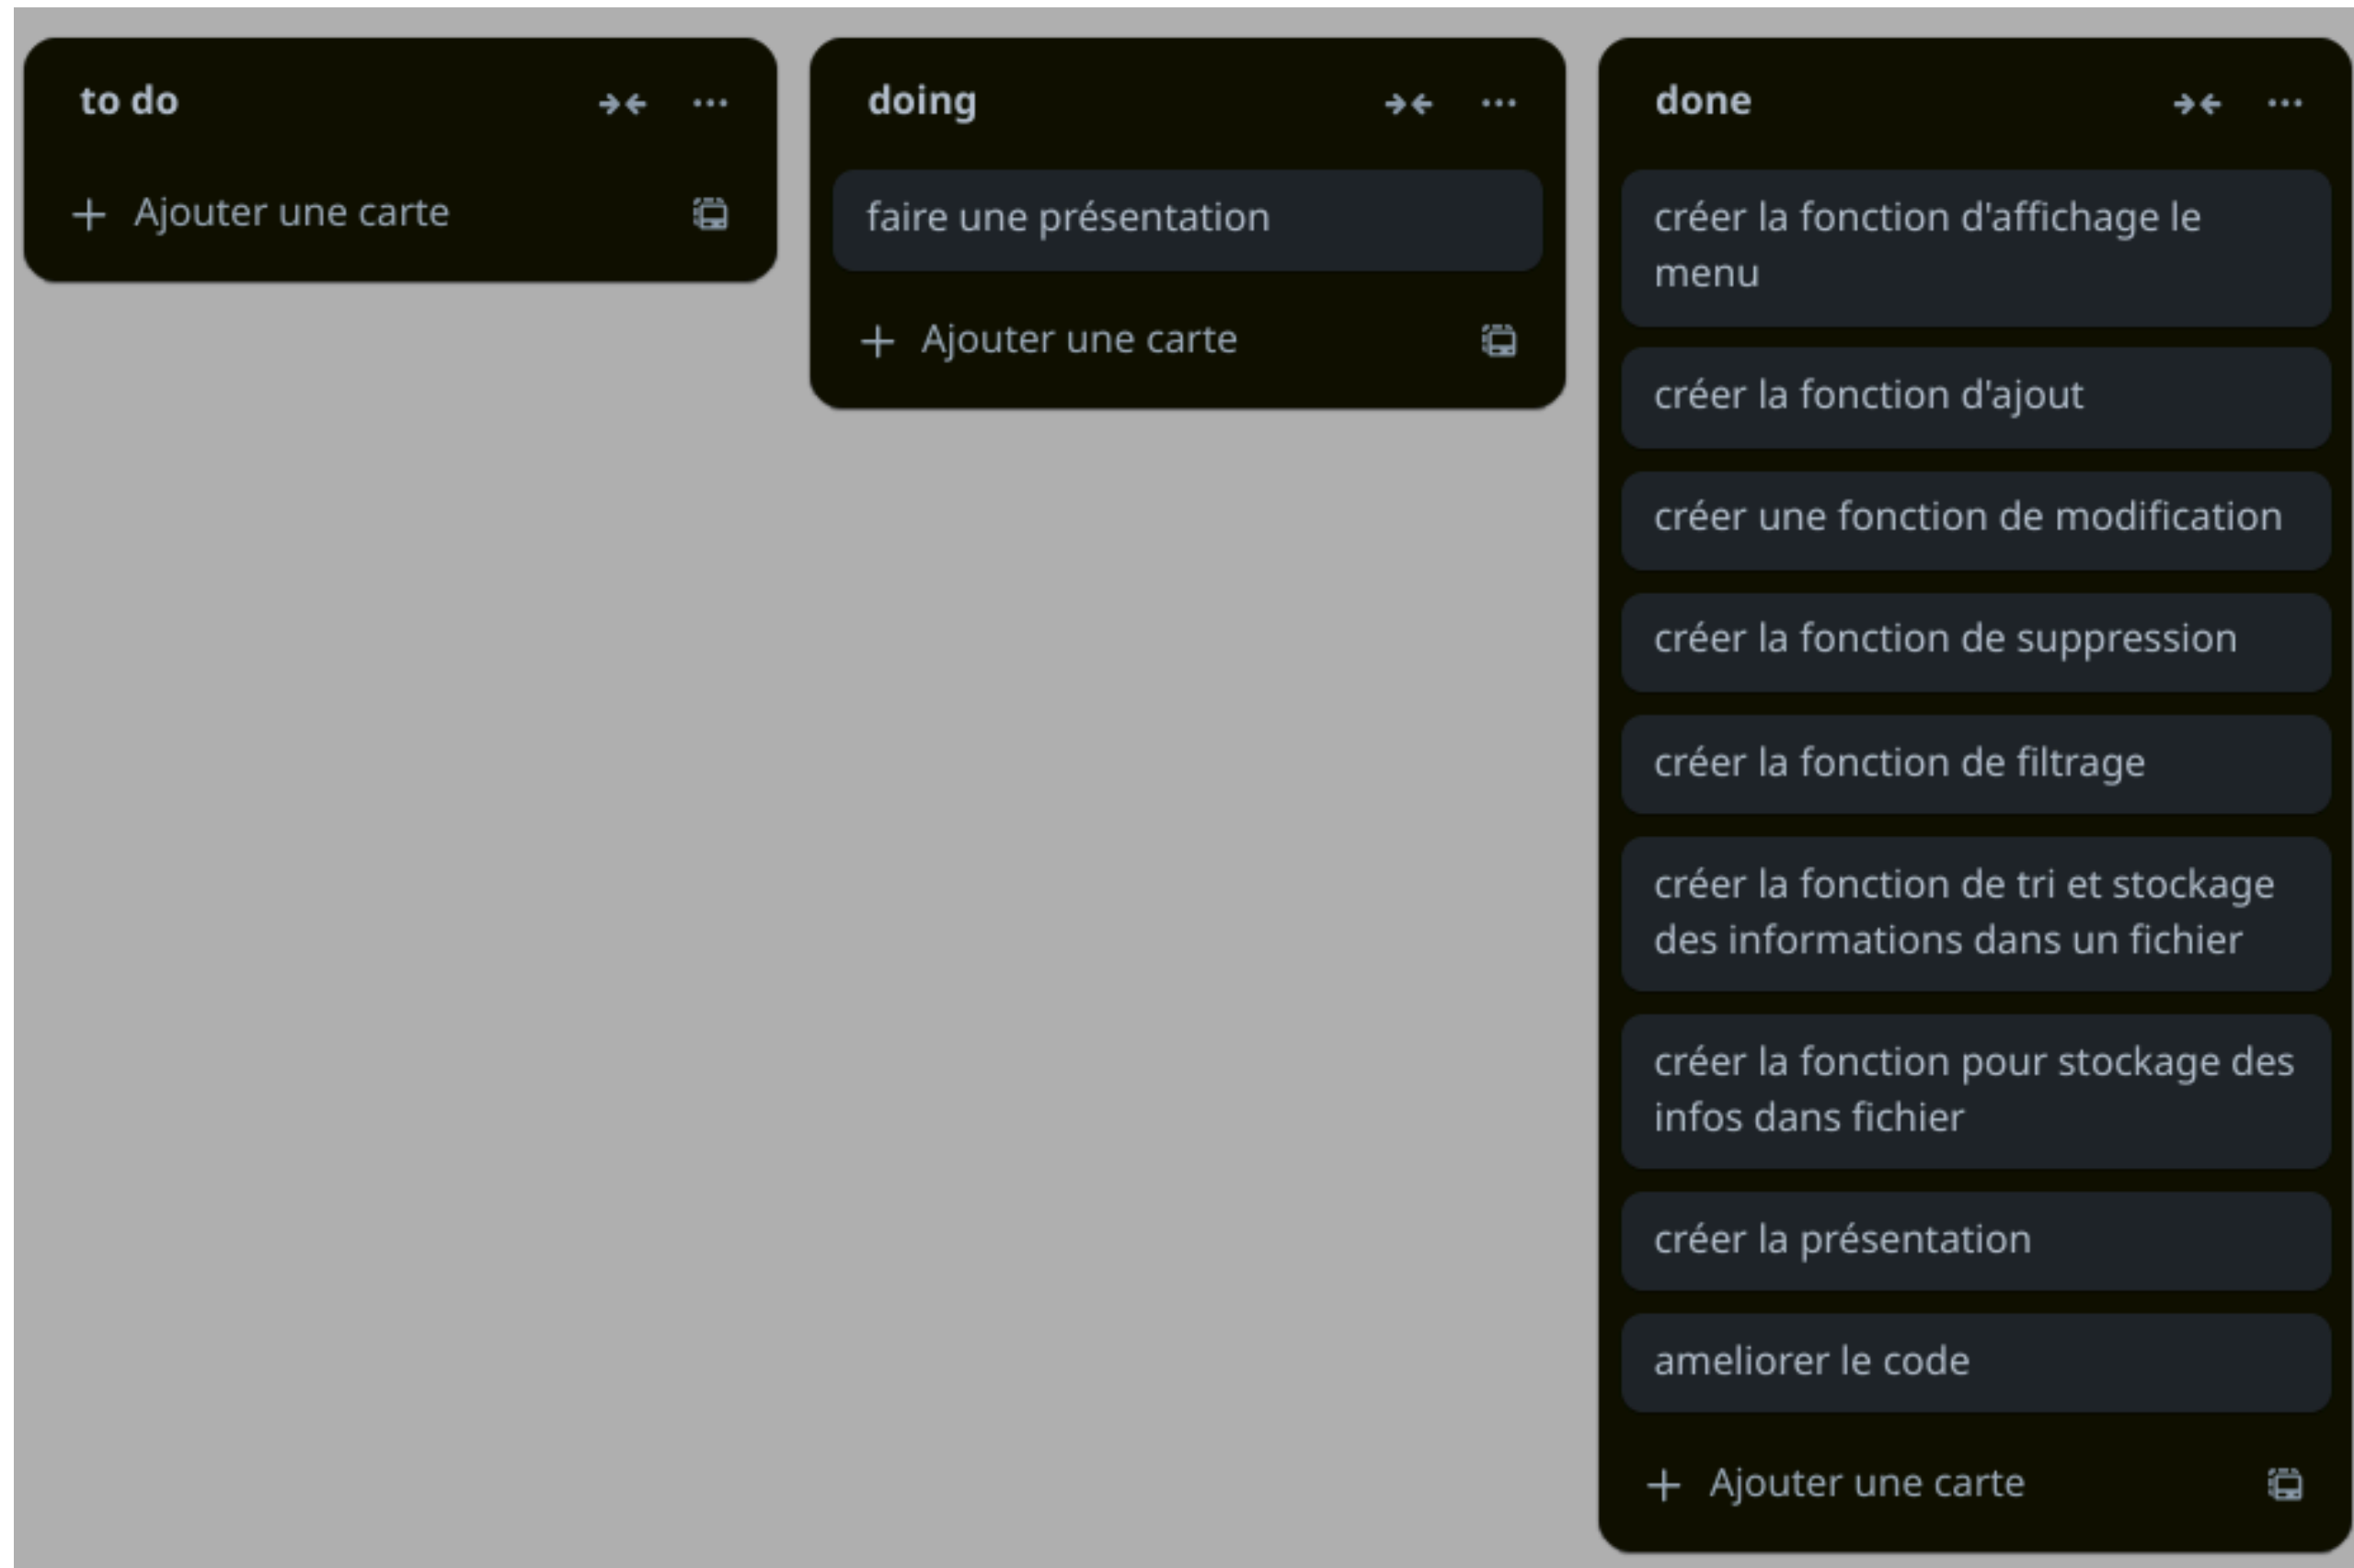 to do
Ajouter une carte
doing
faire une présentation
Ajouter une carte
done
créer la fonction d'affichage le
menu
créer la fonction d'ajout
créer une fonction de modification
créer la fonction de suppression
créer la fonction de filtrage
créer la fonction de tri et stockage
des informations dans un fichier
créer la fonction pour stockage des
infos dans fichier
créer la présentation
ameliorer le code
Ajouter une carte